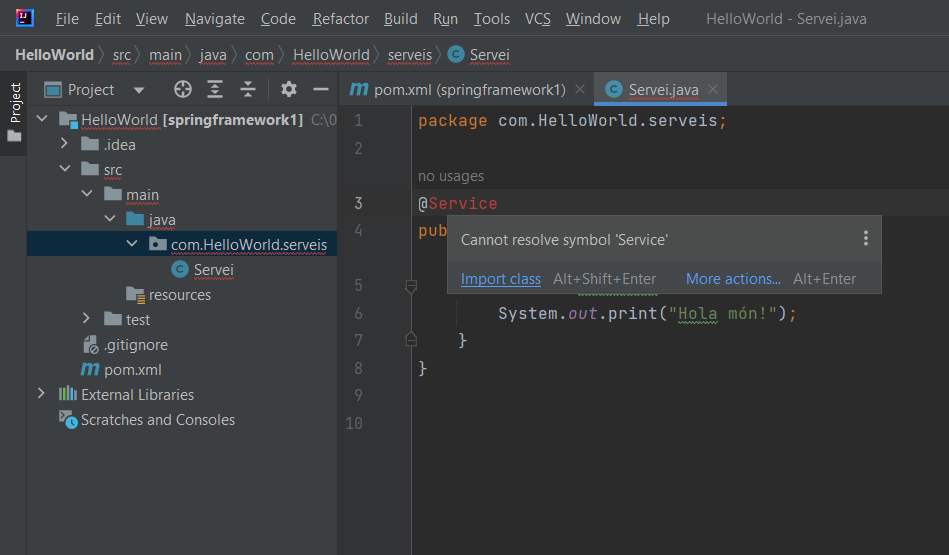 File Edit View Navigate Code Refactor Build Run Tools VCS Window Help HelloWorld - Servei.java
HelloWorld src main java com HelloWorld serveis C Servei
Project
Project
m pom.xml (springframework1)
C Servei.java
HelloWorld [springframework1] C:\0
.idea
src
main
java
com.HelloWorld.serveis
C Servei
resources
test
.gitignore
m pom.xml
External Libraries
Scratches and Consoles
1 package com.HelloWorld.serveis;
2
no usages
3 @Service
4 pub
Cannot resolve symbol 'Service'
Import class Alt+Shift+Enter More actions... Alt+Enter
5
6 System.out.print("Hola món!");
7 }
8 }
9
10